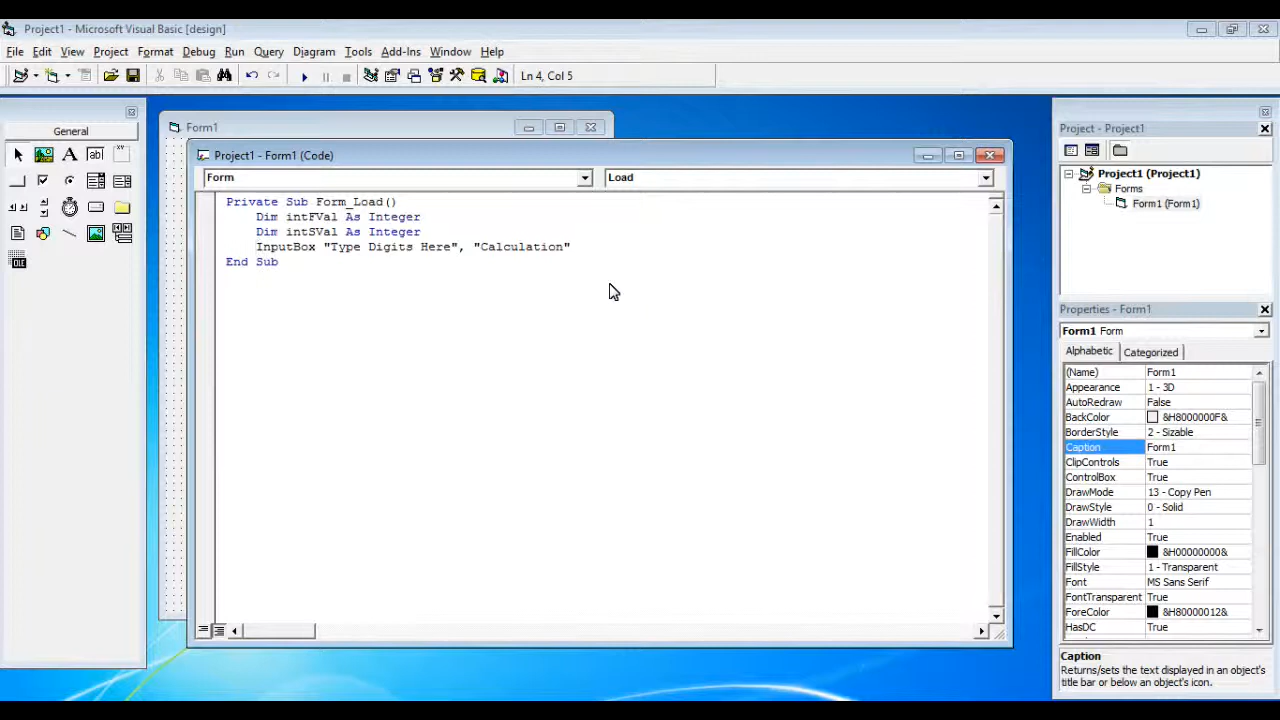 Project1 - Microsoft Visual Basic [design]
File Edit View Project Format Debug Run Query Diagram Tools Add-Ins Window Help
Ln 4, Col 5
General
Form1
Project1 - Form1 (Code)
Form
Load
Private Sub Form_Load()
Dim intFVal As Integer
Dim intSVal As Integer
InputBox "Type Digits Here", "Calculation"
End Sub
Project - Project1
Project1 (Project1)
Forms
Form1 (Form1)
Properties - Form1
Form1 Form
Alphabetic Categorized
(Name) Form1
Appearance 1 - 3D
AutoRedraw False
BackColor &H8000000F&
BorderStyle 2 - Sizable
Caption Form1
ClipControls True
ControlBox True
DrawMode 13 - Copy Pen
DrawStyle 0 - Solid
DrawWidth 1
Enabled True
FillColor &H00000000&
FillStyle 1 - Transparent
Font MS Sans Serif
FontTransparent True
ForeColor &H80000012&
HasDC True
Caption
Returns/sets the text displayed in an object's
title bar or below an object's icon.